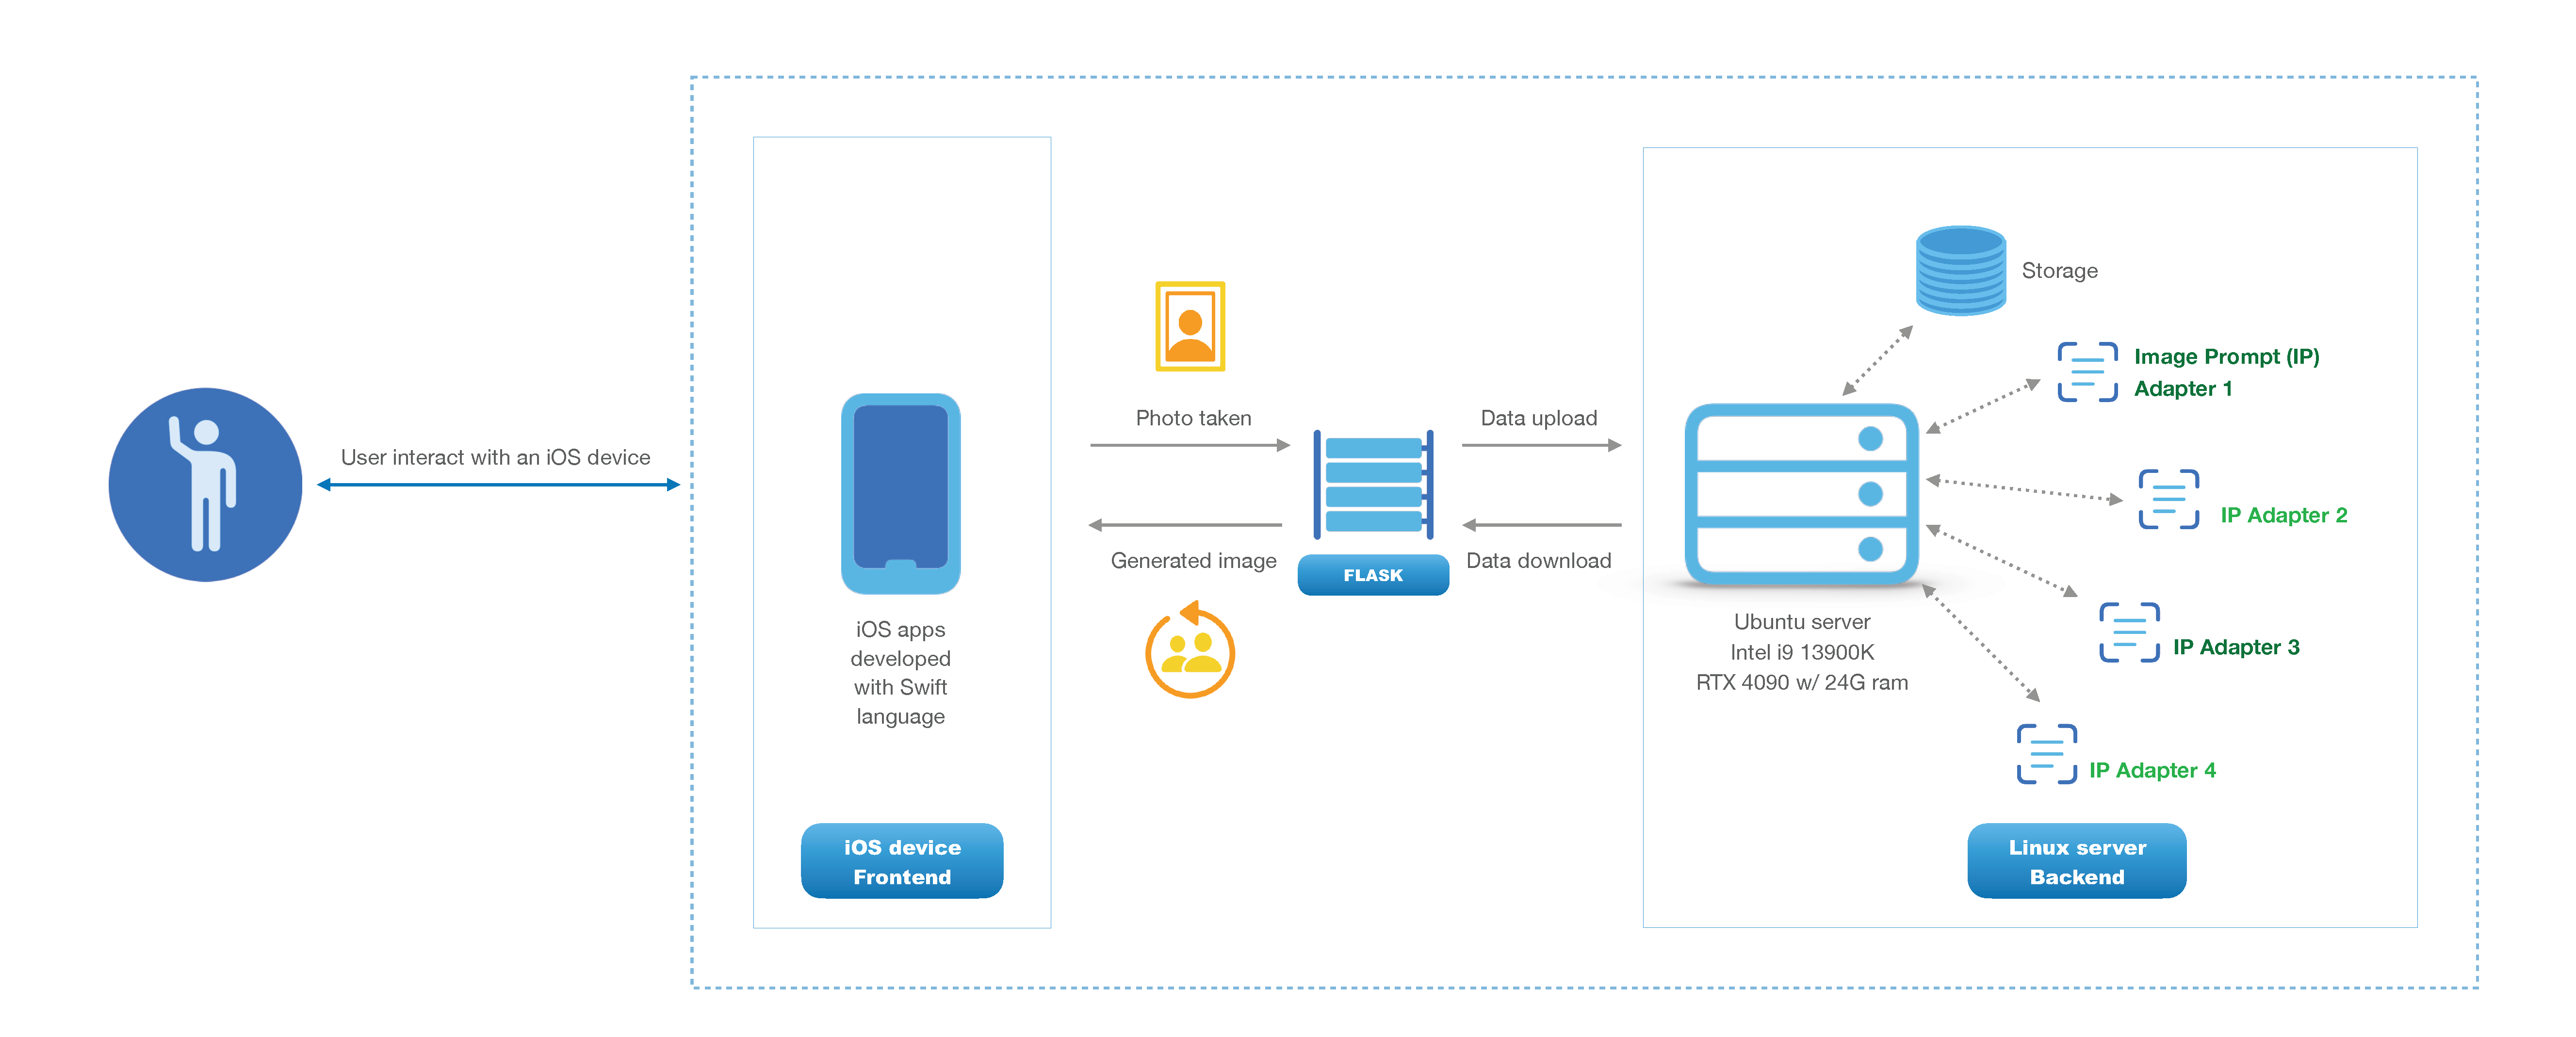 User interact with an iOS device
iOS apps
developed
with Swift
language
iOS device
Frontend
Photo taken
Generated image
FLASK
Data upload
Data download
Storage
Image Prompt (IP)
Adapter 1
IP Adapter 2
IP Adapter 3
IP Adapter 4
Ubuntu server
Intel i9 13900K
RTX 4090 w/ 24G ram
Linux server
Backend